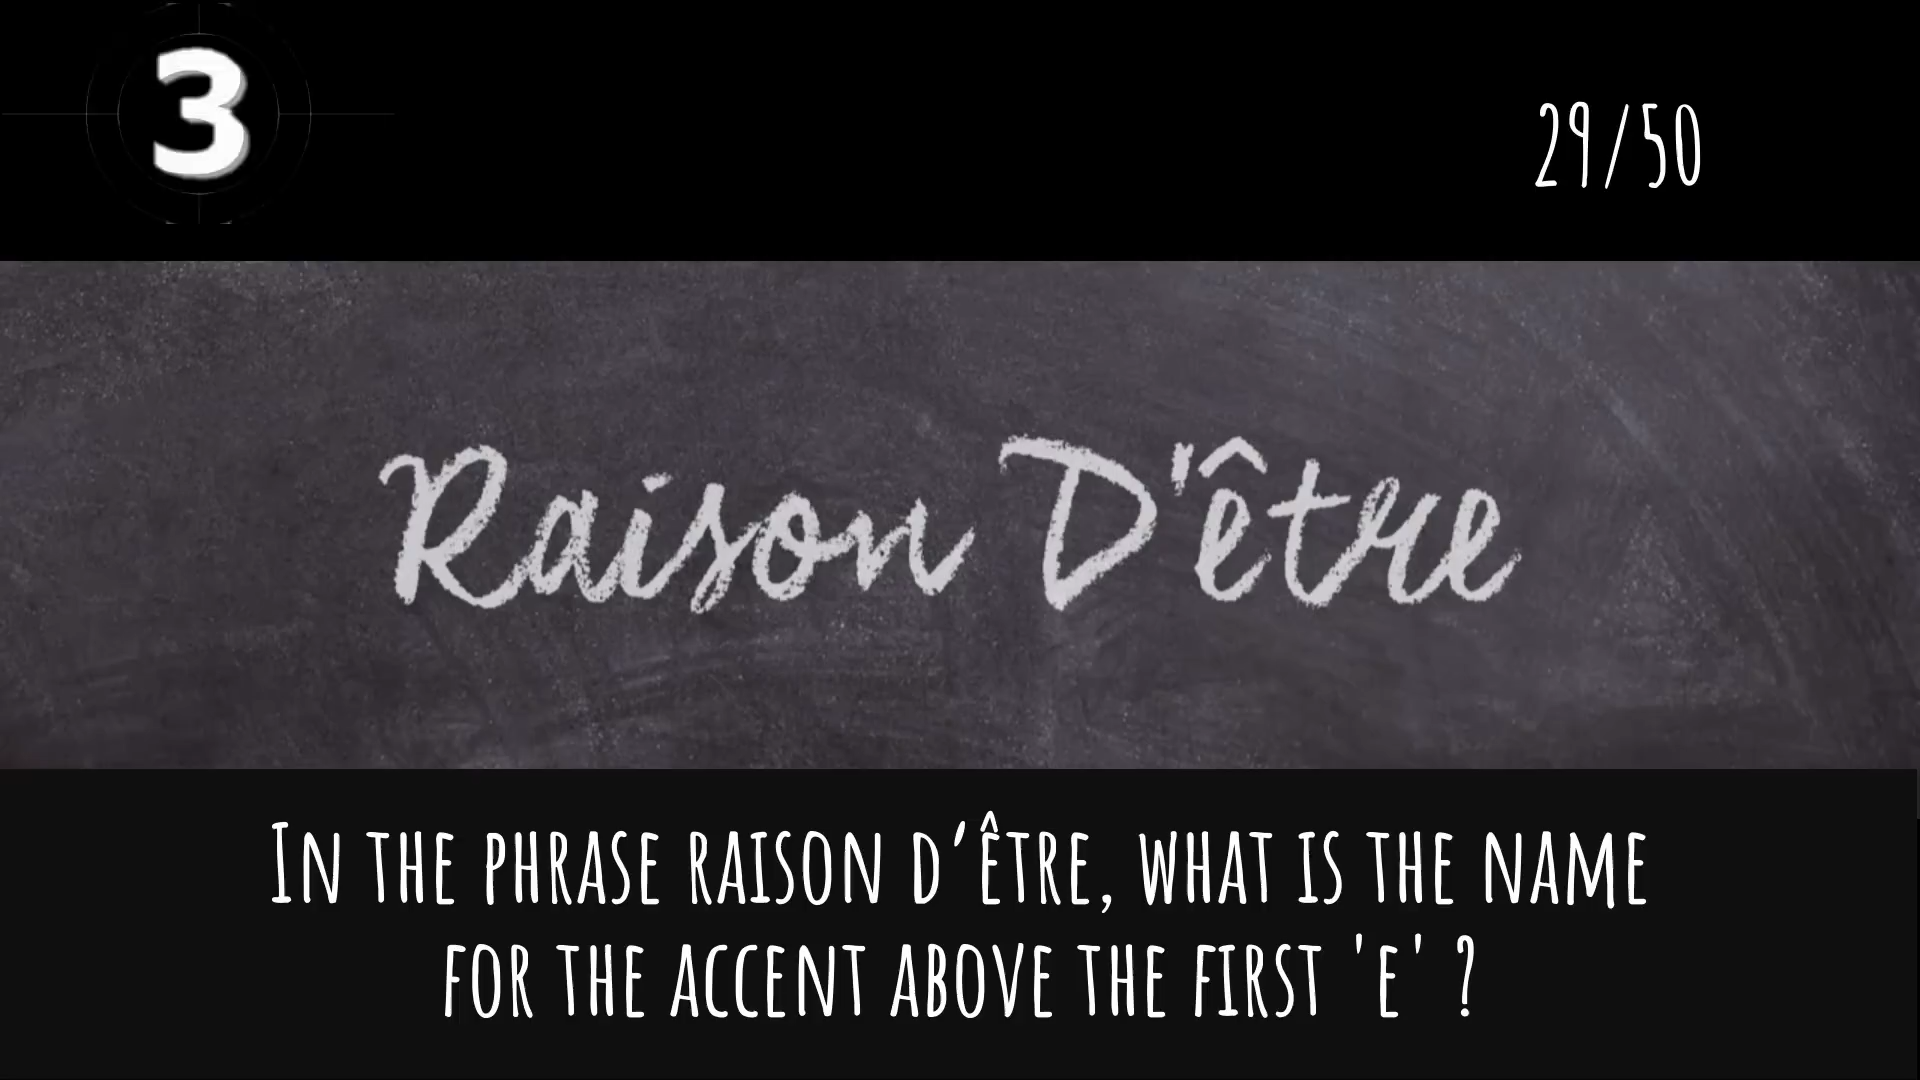 3
29/50
Raison D'être
In the phrase raison d’être, what is the name
for the accent above the first 'e' ?